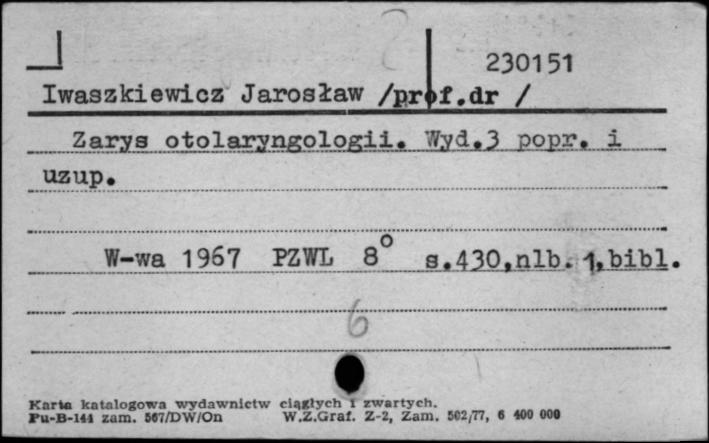 230151
Iwaszkiewicz Jarosław /prof.dr /
Zarys otolaryngologii. Wyd.3 popr. i
uzup.
W-wa 1967 PZWL 8° s.430,nlb. 1,bibl.
6
Karta katalogowa wydawnictw ciągłych i zwartych.
Pu-B-141 zam. 567/DW/On W.Z.Graf. Z-2, Zam. 502/77, 6 400 000